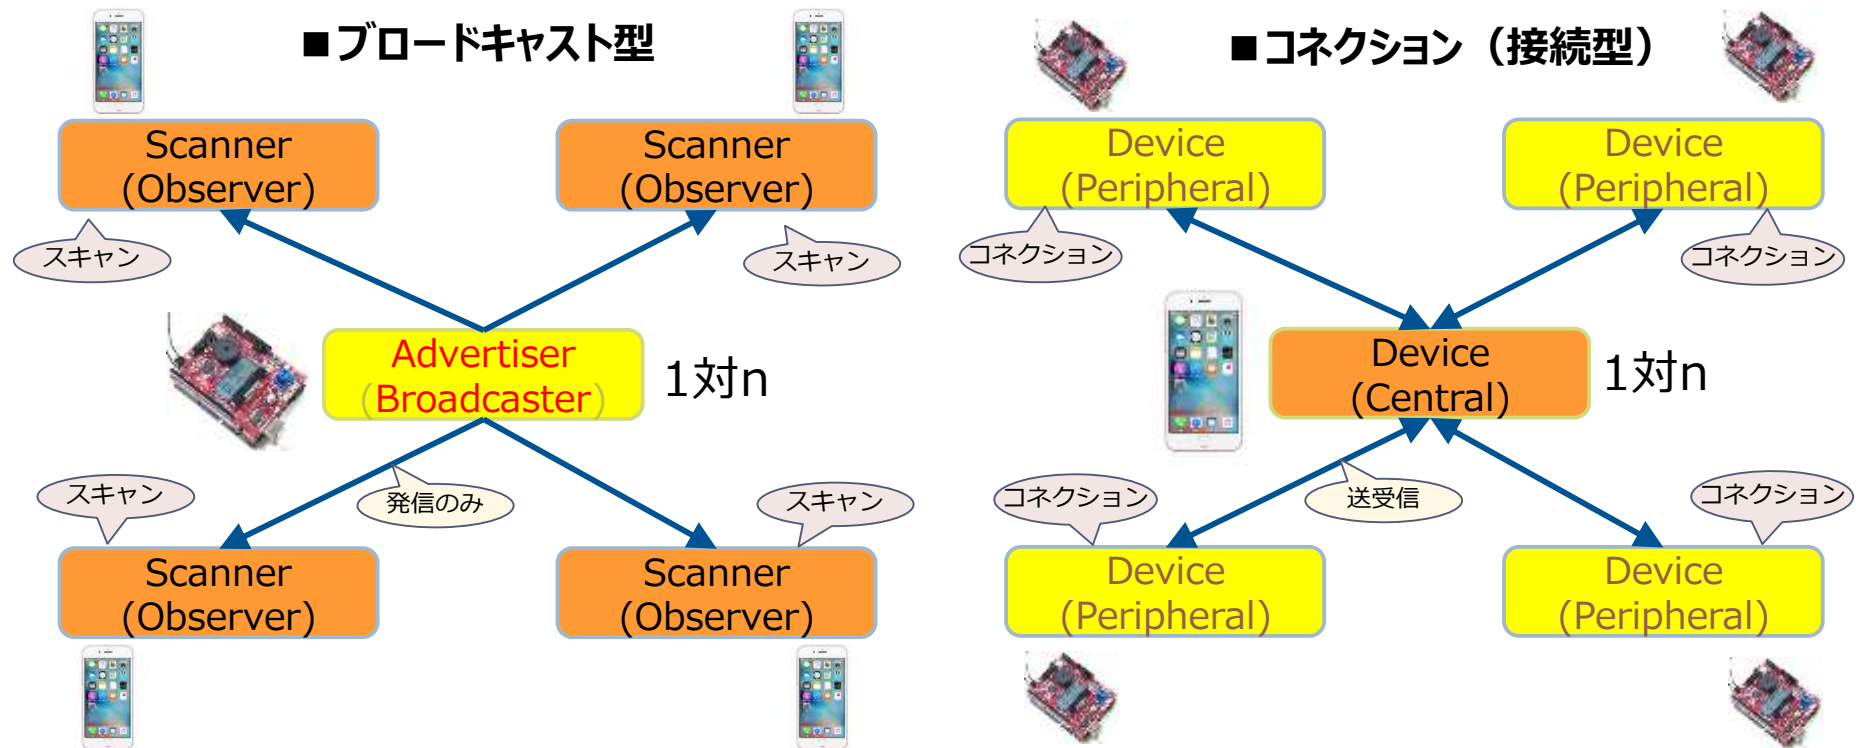 ■ブロードキャスト型
Scanner
(Observer)
Scanner
(Observer)
スキャン
スキャン
Advertiser
(Broadcaster)
1対n
スキャン
発信のみ
スキャン
Scanner
(Observer)
Scanner
(Observer)
■コネクション（接続型）
Device
(Peripheral)
Device
(Peripheral)
コネクション
コネクション
Device
(Central)
1対n
コネクション
送受信
コネクション
Device
(Peripheral)
Device
(Peripheral)